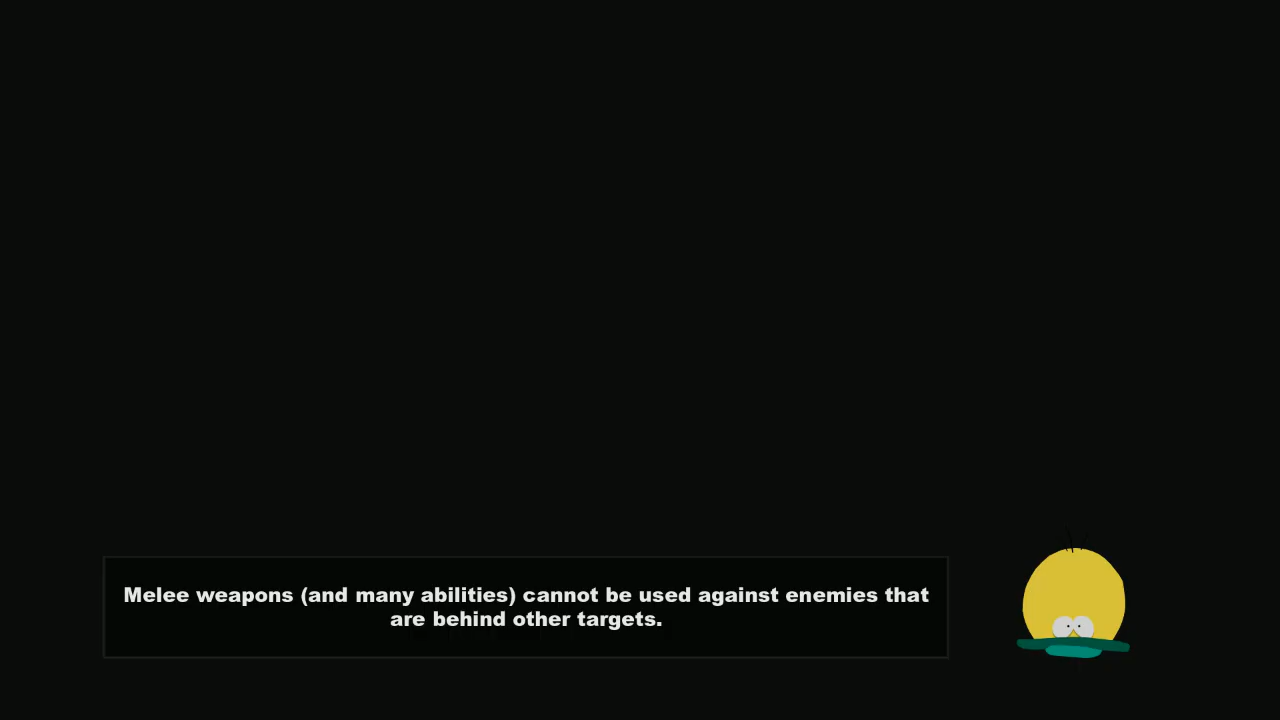 Melee weapons (and many abilities) cannot be used against enemies that
are behind other targets.